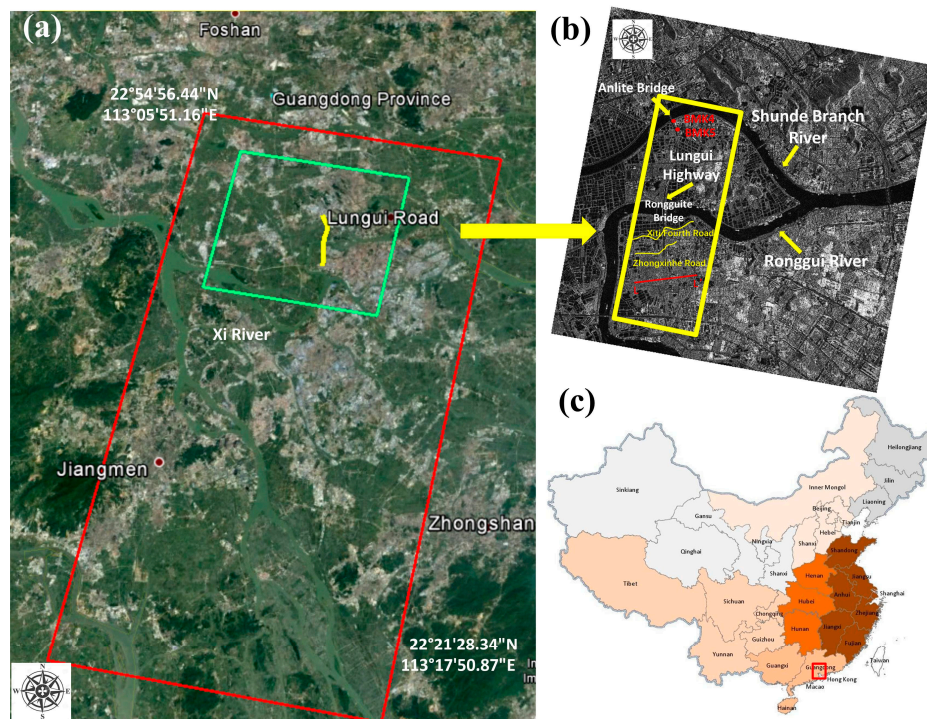 (a)
Foshan
22°54'56.44"N
113°05'51.16"E
Guangdong Province
Lungui Road
Xi River
Jiangmen
Zhongshan
22°21'28.34"N
113°17'50.87"E
N
W
E
S
(b)
N
W
E
S
Anlite Bridge
Shunde Branch
River
Lungui
Highway
Rongguite
Bridge
Xiti Fourth Road
Zhongxinhe Road
Ronggui River
(c)
Heilongjiang
Jilin
Liaoning
Inner Mongol
Sinkiang
Gansu
Beijing
Tianjin
Hebei
Ningxia
Shanxi
Shandong
Qinghai
Shanxi
Henan
Jiangsu
Tibet
Anhui
Shanghai
Sichuan
Hubei
Chongqing
Zhejiang
Hunan
Jiangxi
Guizhou
Fujian
Yunnan
Guangxi
Guangdong
Taiwan
Hong Kong
Macao
Hainan